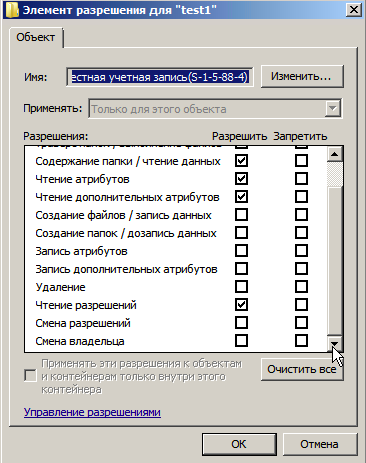 Элемент разрешения для "test1"
Объект
Имя: естная учетная запись(S-1-5-88-4) Изменить...
Применять: Только для этого объекта
Разрешения: Разрешить Запретить
Содержание папки / чтение данных
Чтение атрибутов
Чтение дополнительных атрибутов
Создание файлов / запись данных
Создание папок / дозапись данных
Запись атрибутов
Запись дополнительных атрибутов
Удаление
Чтение разрешений
Смена разрешений
Смена владельца
Применять эти разрешения к объектам
и контейнерам только внутри этого
контейнера
Очистить все
Управление разрешениями
ОК Отмена